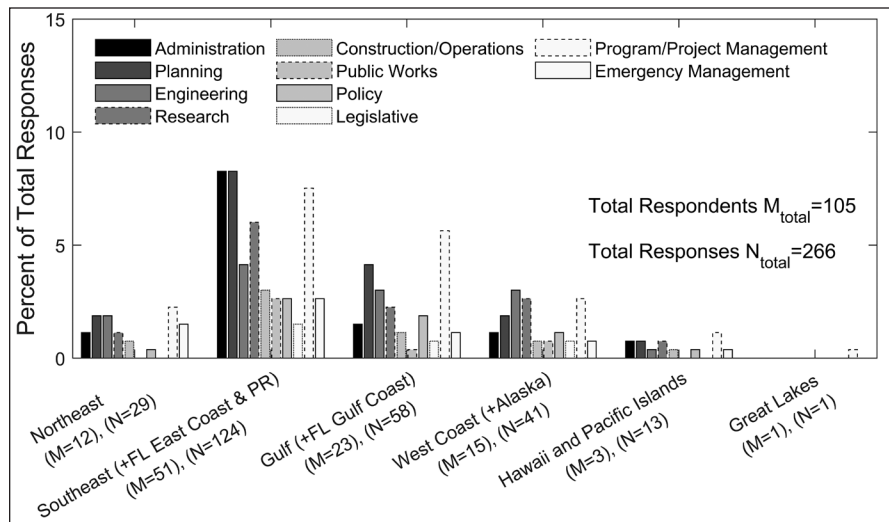 Percent of Total Responses
15
10
5
0
Administration
Planning
Engineering
Research
Construction/Operations
Public Works
Policy
Legislative
Program/Project Management
Emergency Management
Total Respondents M_total=105
Total Responses N_total=266
Northeast
(M=12), (N=29)
Southeast (+FL East Coast & PR)
(M=51), (N=124)
Gulf (+FL Gulf Coast)
(M=23), (N=58)
West Coast (+Alaska)
(M=15), (N=41)
Hawaii and Pacific Islands
(M=3), (N=13)
Great Lakes
(M=1), (N=1)